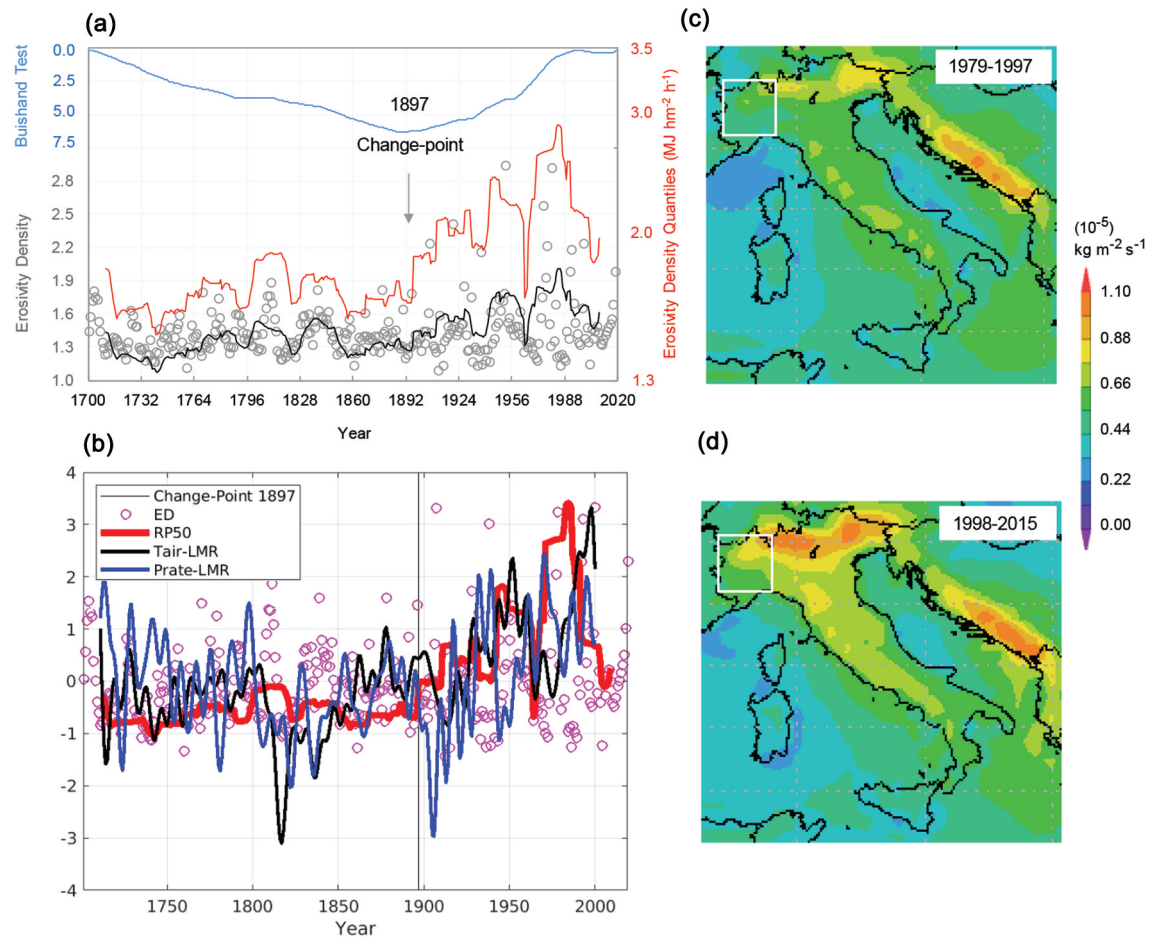 (a)
Buishand Test
0.0
2.5
5.0
7.5
Erosivity Density
2.8
2.5
2.2
1.9
1.6
1.3
1.0
1897
Change-point
3.5
3.0
2.0
1.3
Erosivity Density Quantiles (MJ hm⁻² h⁻¹)
1700 1732 1764 1796 1828 1860 1892 1924 1956 1988 2020
Year
(b)
4
3
2
1
0
-1
-2
-3
-4
Change-Point 1897
ED
RP50
Tair-LMR
Prate-LMR
1750 1800 1850 1900 1950 2000
Year
(c)
1979-1997
(10⁻⁵)
kg m⁻² s⁻¹
1.10
0.88
0.66
0.44
0.22
0.00
(d)
1998-2015